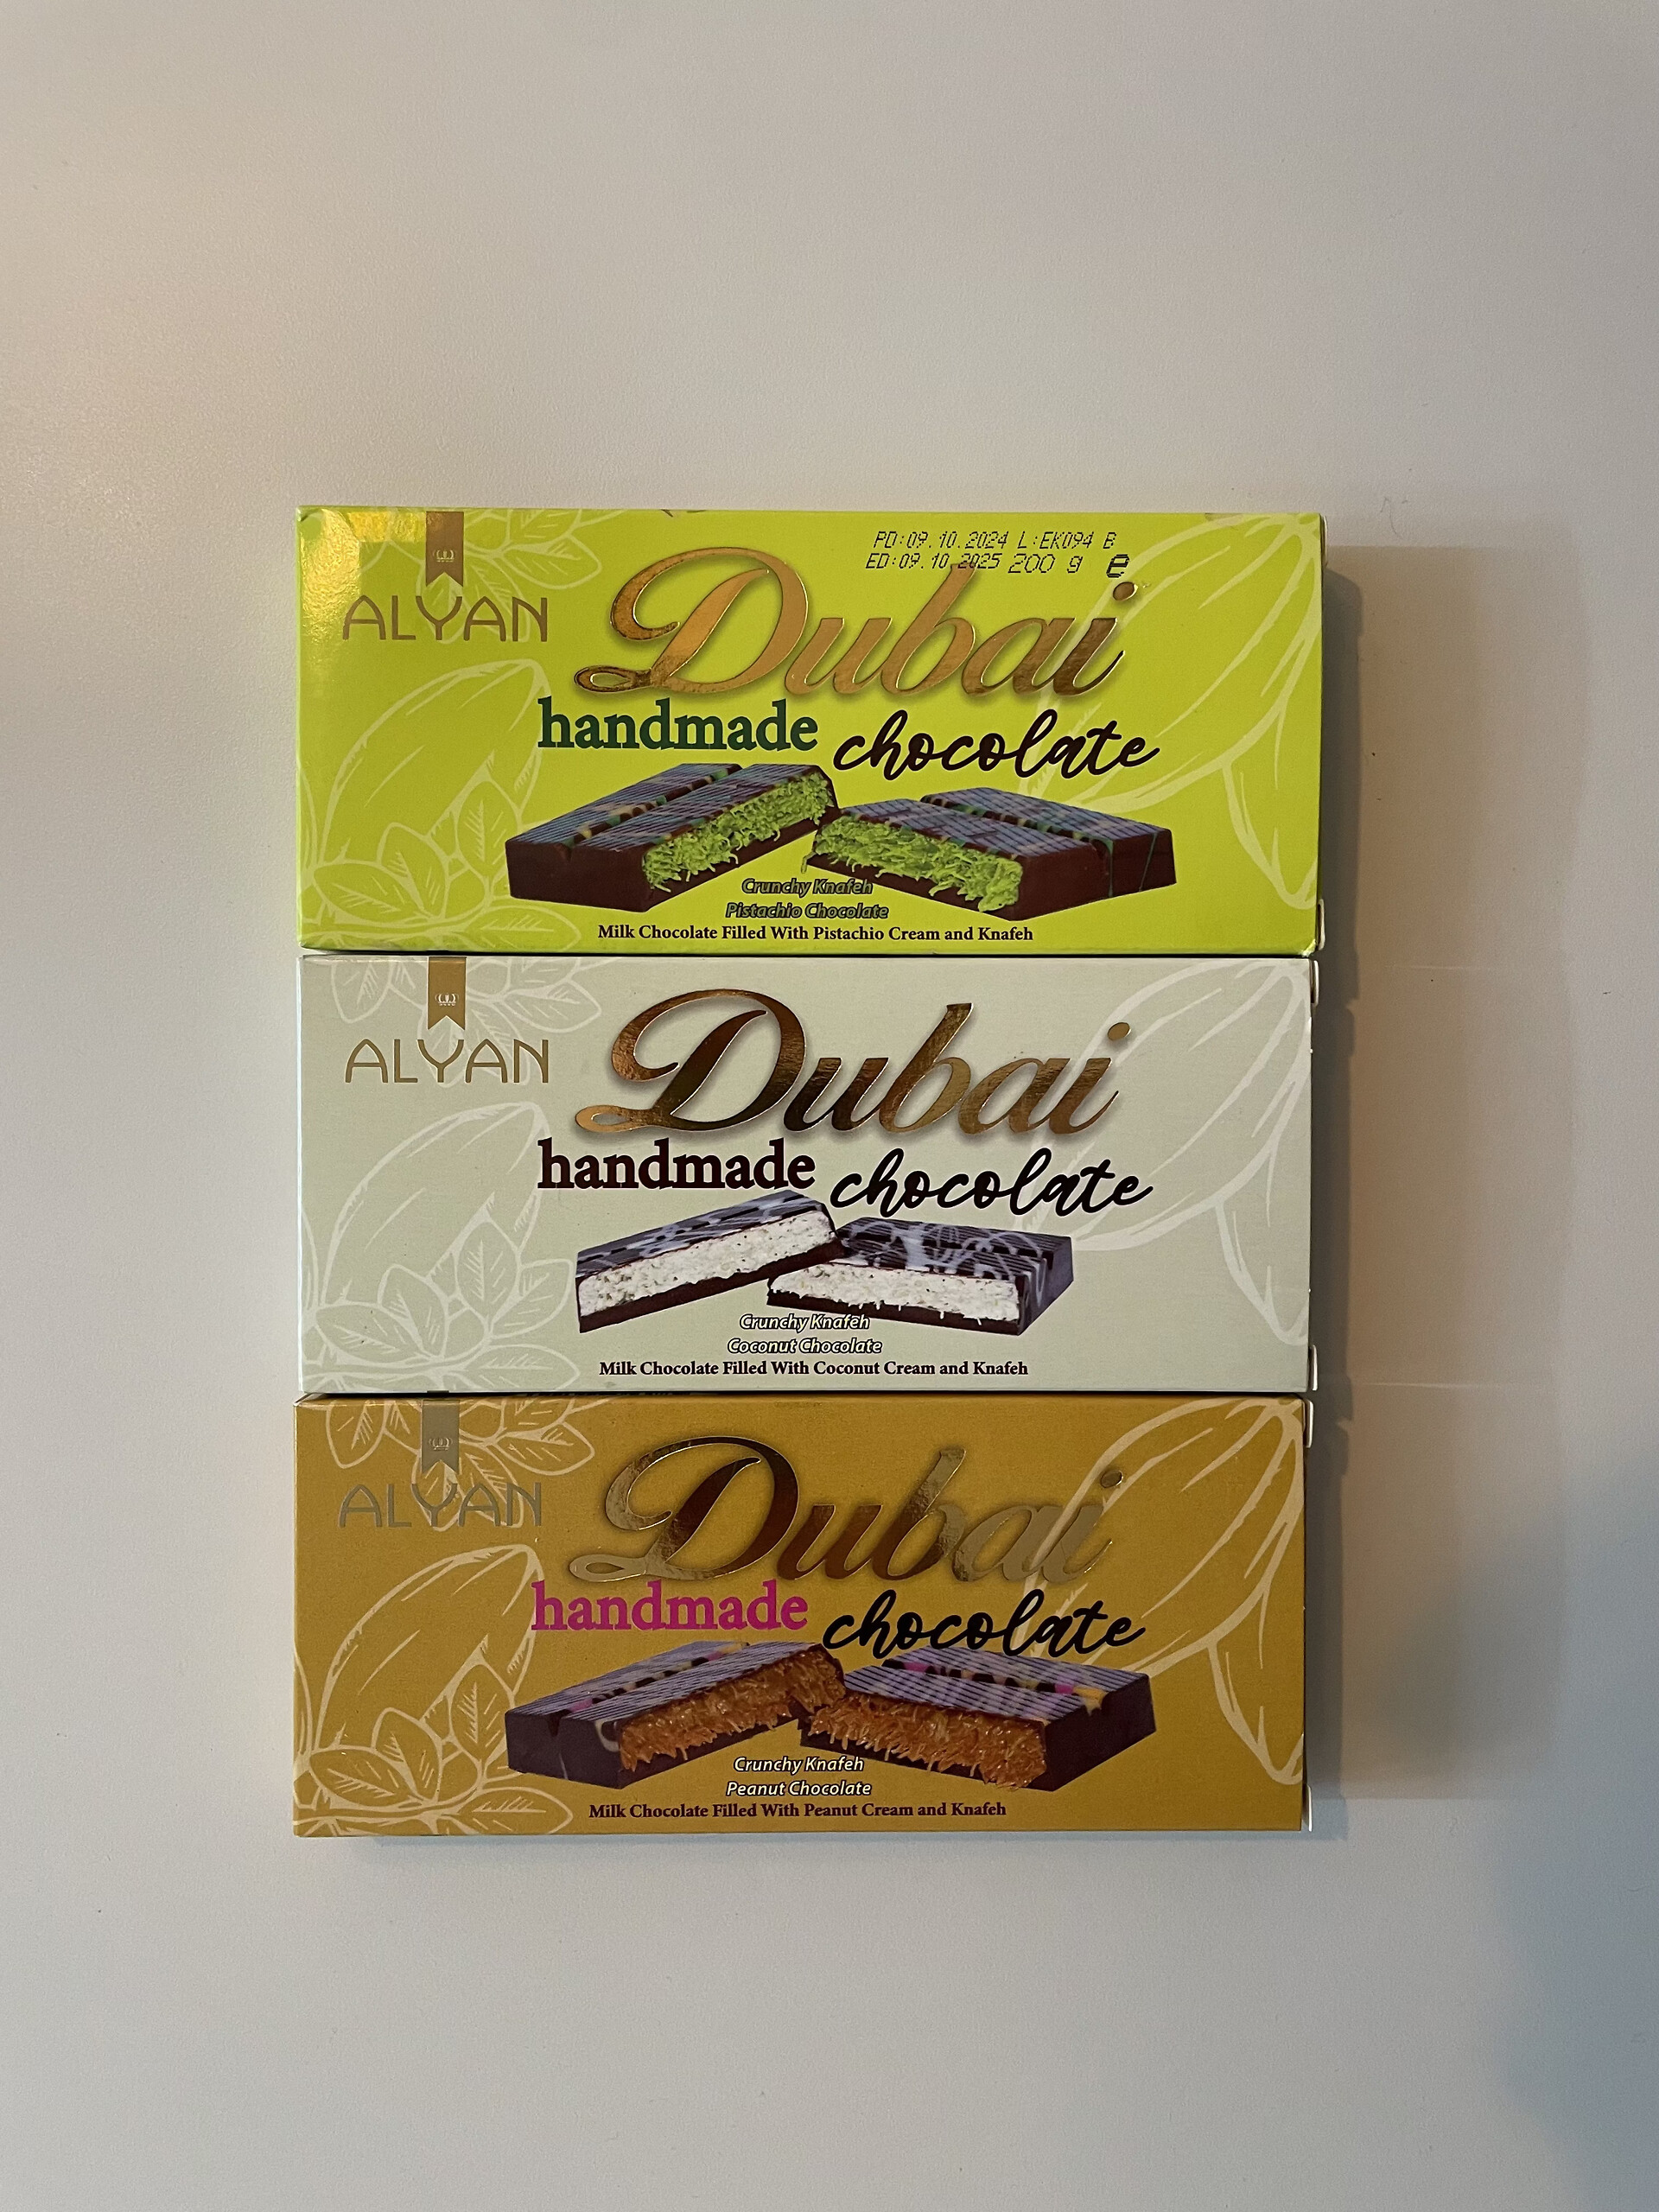 PD:09.10.2024 L:EK094 B
ED:09.10.2025 200 g e
ALYAN
Dubai
handmade chocolate
Crunchy Knafeh
Pistachio Chocolate
Milk Chocolate Filled With Pistachio Cream and Knafeh
ALYAN
Dubai
handmade chocolate
Crunchy Knafeh
Coconut Chocolate
Milk Chocolate Filled With Coconut Cream and Knafeh
ALYAN
Dubai
handmade chocolate
Crunchy Knafeh
Peanut Chocolate
Milk Chocolate Filled With Peanut Cream and Knafeh